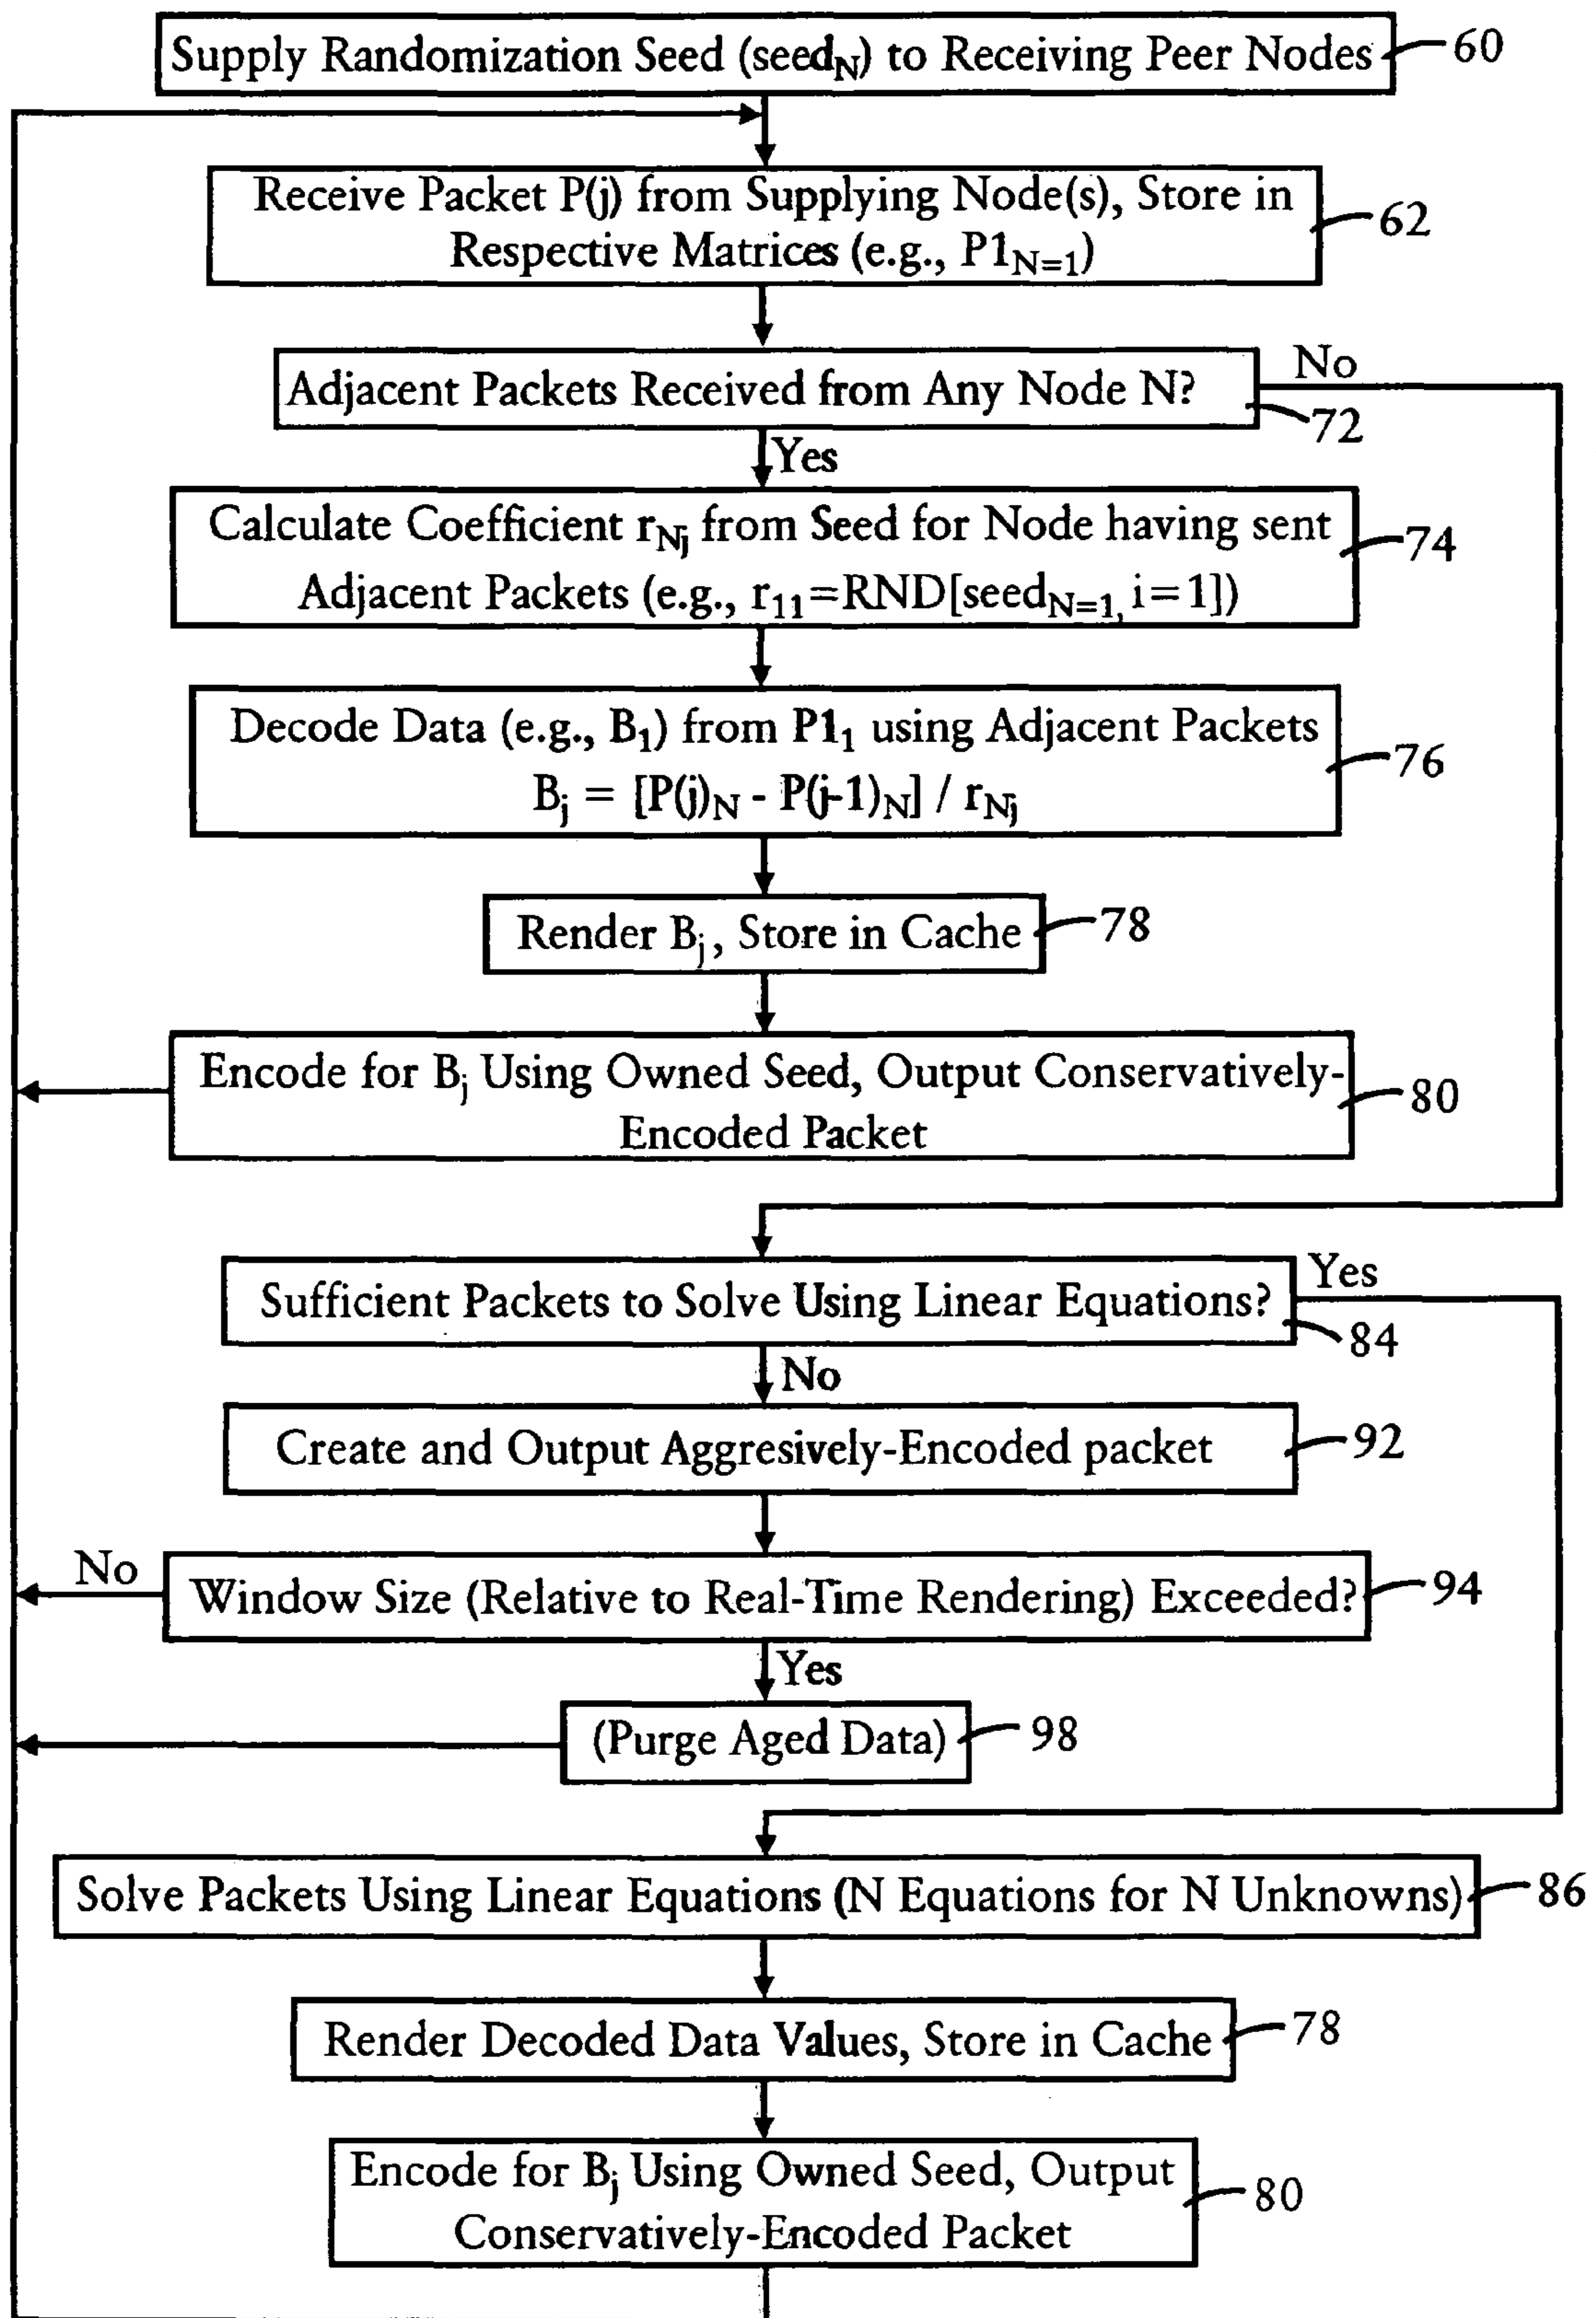 Supply Randomization Seed (seedN) to Receiving Peer Nodes
60
Receive Packet P(j) from Supplying Node(s), Store in
Respective Matrices (e.g., P1N=1)
62
Adjacent Packets Received from Any Node N?
No
72
Yes
Calculate Coefficient rNj from Seed for Node having sent
Adjacent Packets (e.g., r11=RND[seedN=1, i=1])
74
Decode Data (e.g., B1) from P11 using Adjacent Packets
Bj = [P(j)N - P(j-1)N] / rNj
76
Render Bj, Store in Cache
78
Encode for Bj Using Owned Seed, Output Conservatively-
Encoded Packet
80
Sufficient Packets to Solve Using Linear Equations?
Yes
84
No
Create and Output Aggresively-Encoded packet
92
No
Window Size (Relative to Real-Time Rendering) Exceeded?
94
Yes
(Purge Aged Data)
98
Solve Packets Using Linear Equations (N Equations for N Unknowns)
86
Render Decoded Data Values, Store in Cache
78
Encode for Bj Using Owned Seed, Output
Conservatively-Encoded Packet
80